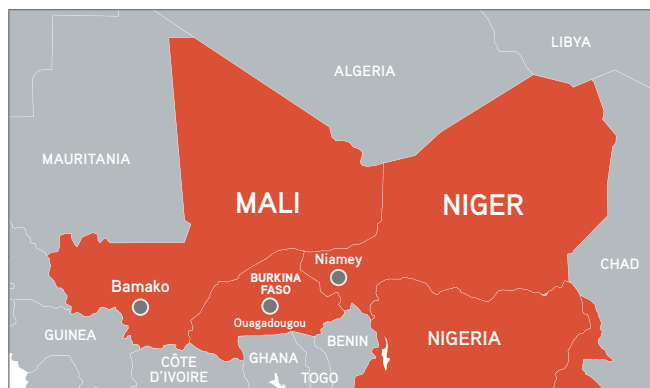 LIBYA
ALGERIA
MAURITANIA
MALI
NIGER
Niamey
CHAD
BURKINA
FASO
Bamako
Ouagadougou
GUINEA
BENIN
NIGERIA
CÔTE
D'IVOIRE
GHANA
TOGO